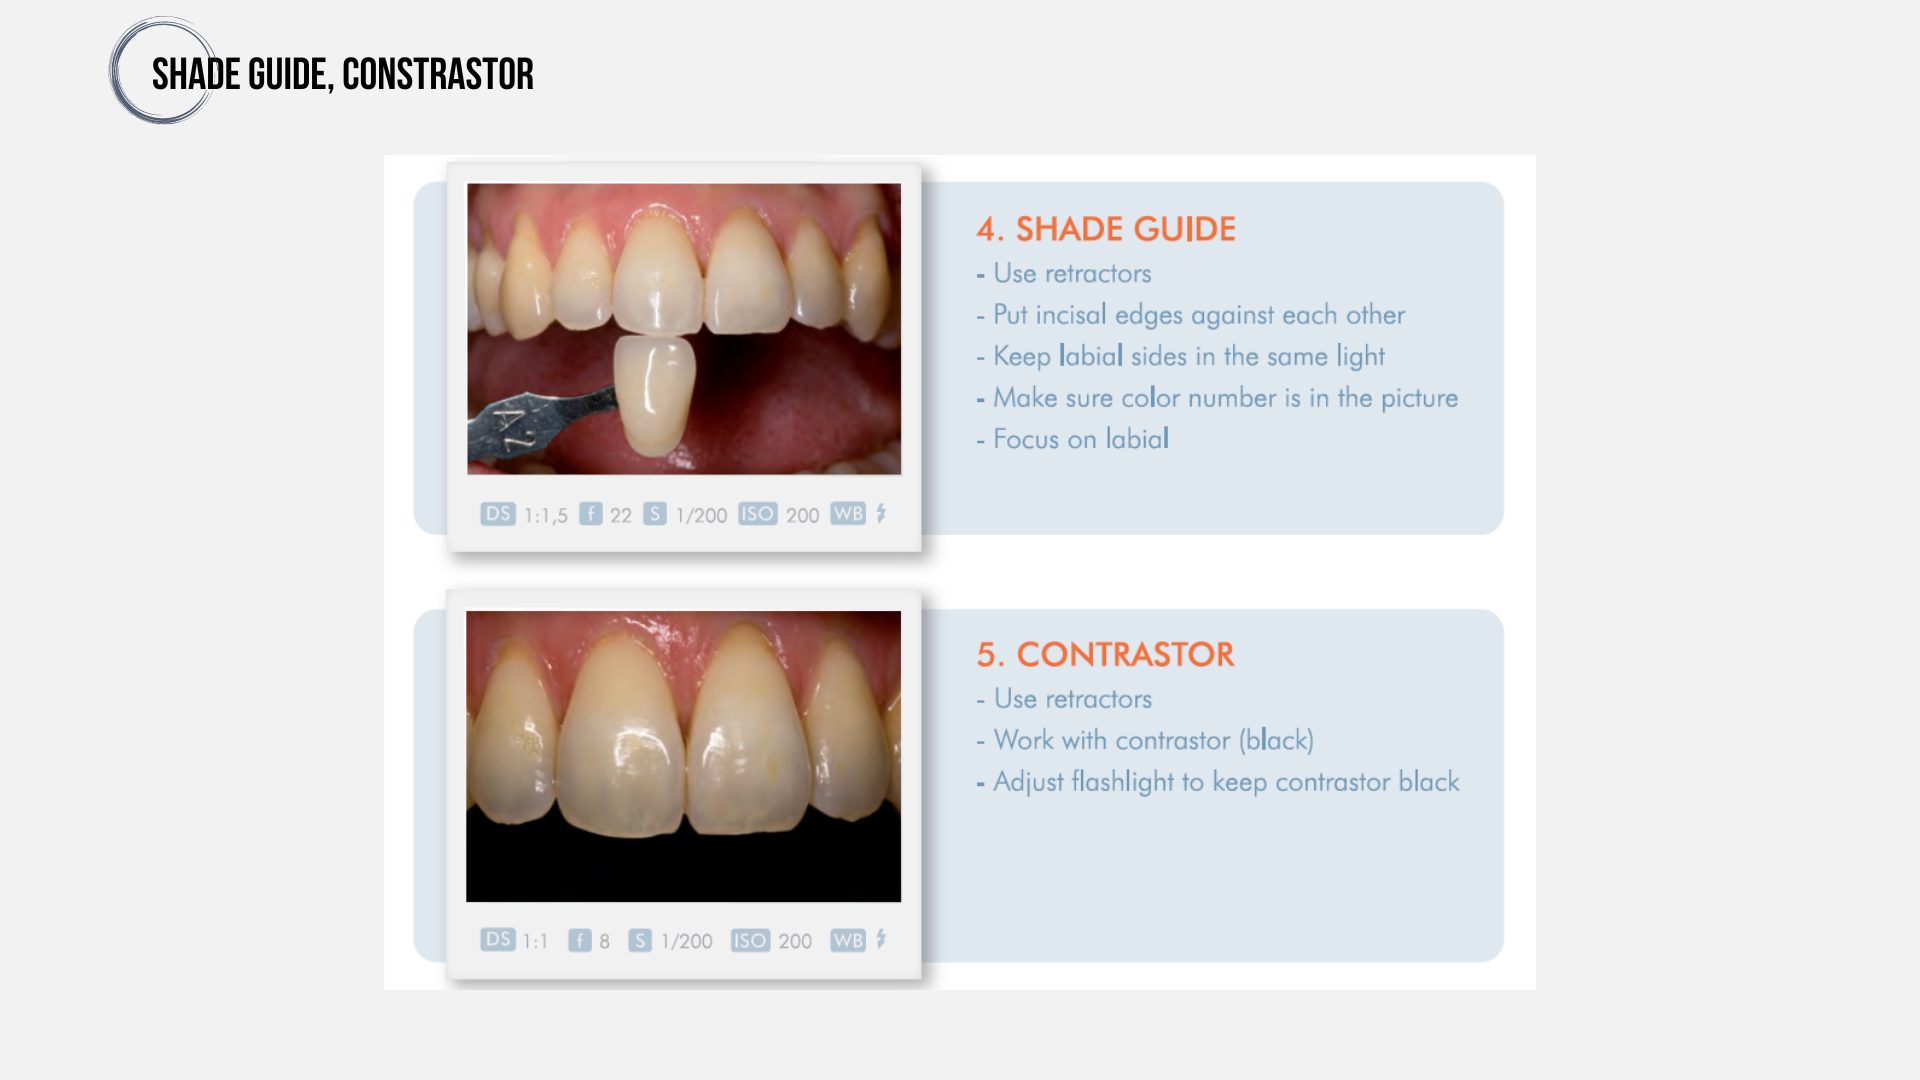 SHADE GUIDE, CONSTRASTOR
4. SHADE GUIDE
- Use retractors
- Put incisal edges against each other
- Keep labial sides in the same light
- Make sure color number is in the picture
- Focus on labial
A2
DS 1:1,5 f 22 S 1/200 ISO 200 WB
5. CONTRASTOR
- Use retractors
- Work with contrastor (black)
- Adjust flashlight to keep contrastor black
DS 1:1 f 8 S 1/200 ISO 200 WB